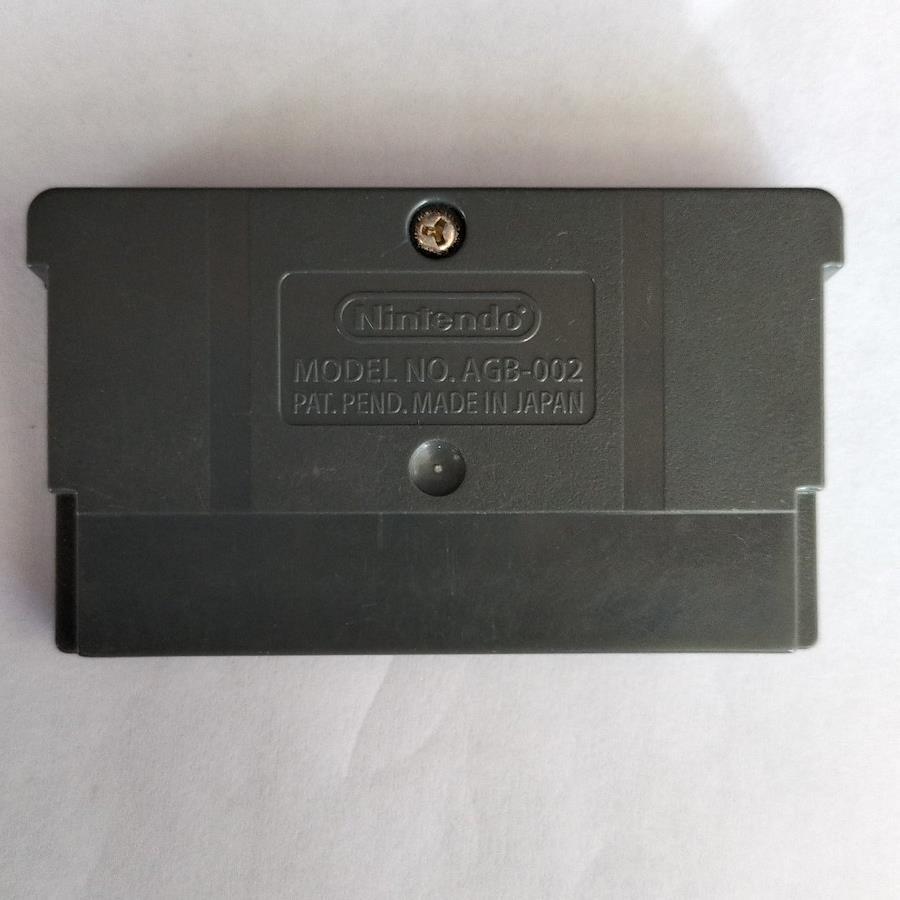 Nintendo®
MODEL NO. AGB-002
PAT. PEND. MADE IN JAPAN